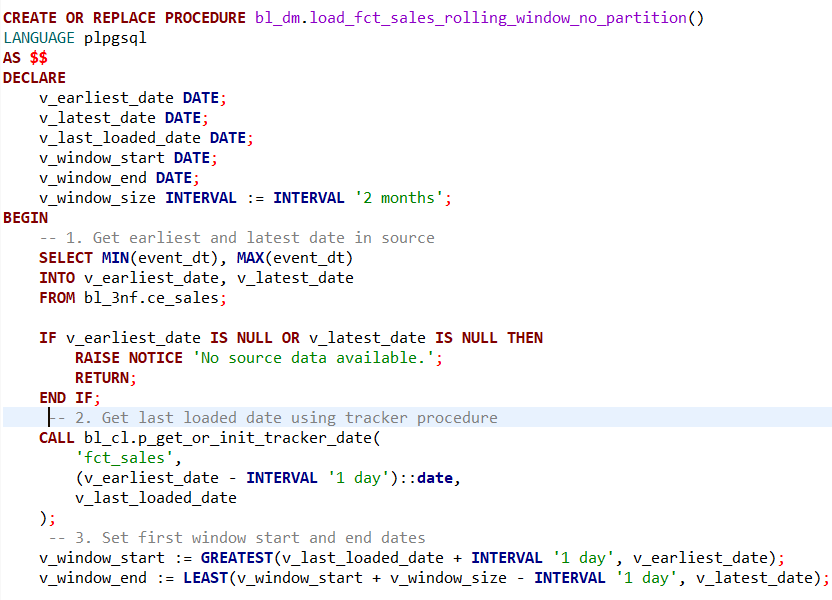 CREATE OR REPLACE PROCEDURE bl_dm.load_fct_sales_rolling_window_no_partition()
LANGUAGE plpgsql
AS $$
DECLARE
    v_earliest_date DATE;
    v_latest_date DATE;
    v_last_loaded_date DATE;
    v_window_start DATE;
    v_window_end DATE;
    v_window_size INTERVAL := INTERVAL '2 months';
BEGIN
    -- 1. Get earliest and latest date in source
    SELECT MIN(event_dt), MAX(event_dt)
    INTO v_earliest_date, v_latest_date
    FROM bl_3nf.ce_sales;

    IF v_earliest_date IS NULL OR v_latest_date IS NULL THEN
        RAISE NOTICE 'No source data available.';
        RETURN;
    END IF;
     -- 2. Get last loaded date using tracker procedure
    CALL bl_cl.p_get_or_init_tracker_date(
        'fct_sales',
        (v_earliest_date - INTERVAL '1 day')::date,
        v_last_loaded_date
    );
     -- 3. Set first window start and end dates
    v_window_start := GREATEST(v_last_loaded_date + INTERVAL '1 day', v_earliest_date);
    v_window_end := LEAST(v_window_start + v_window_size - INTERVAL '1 day', v_latest_date);